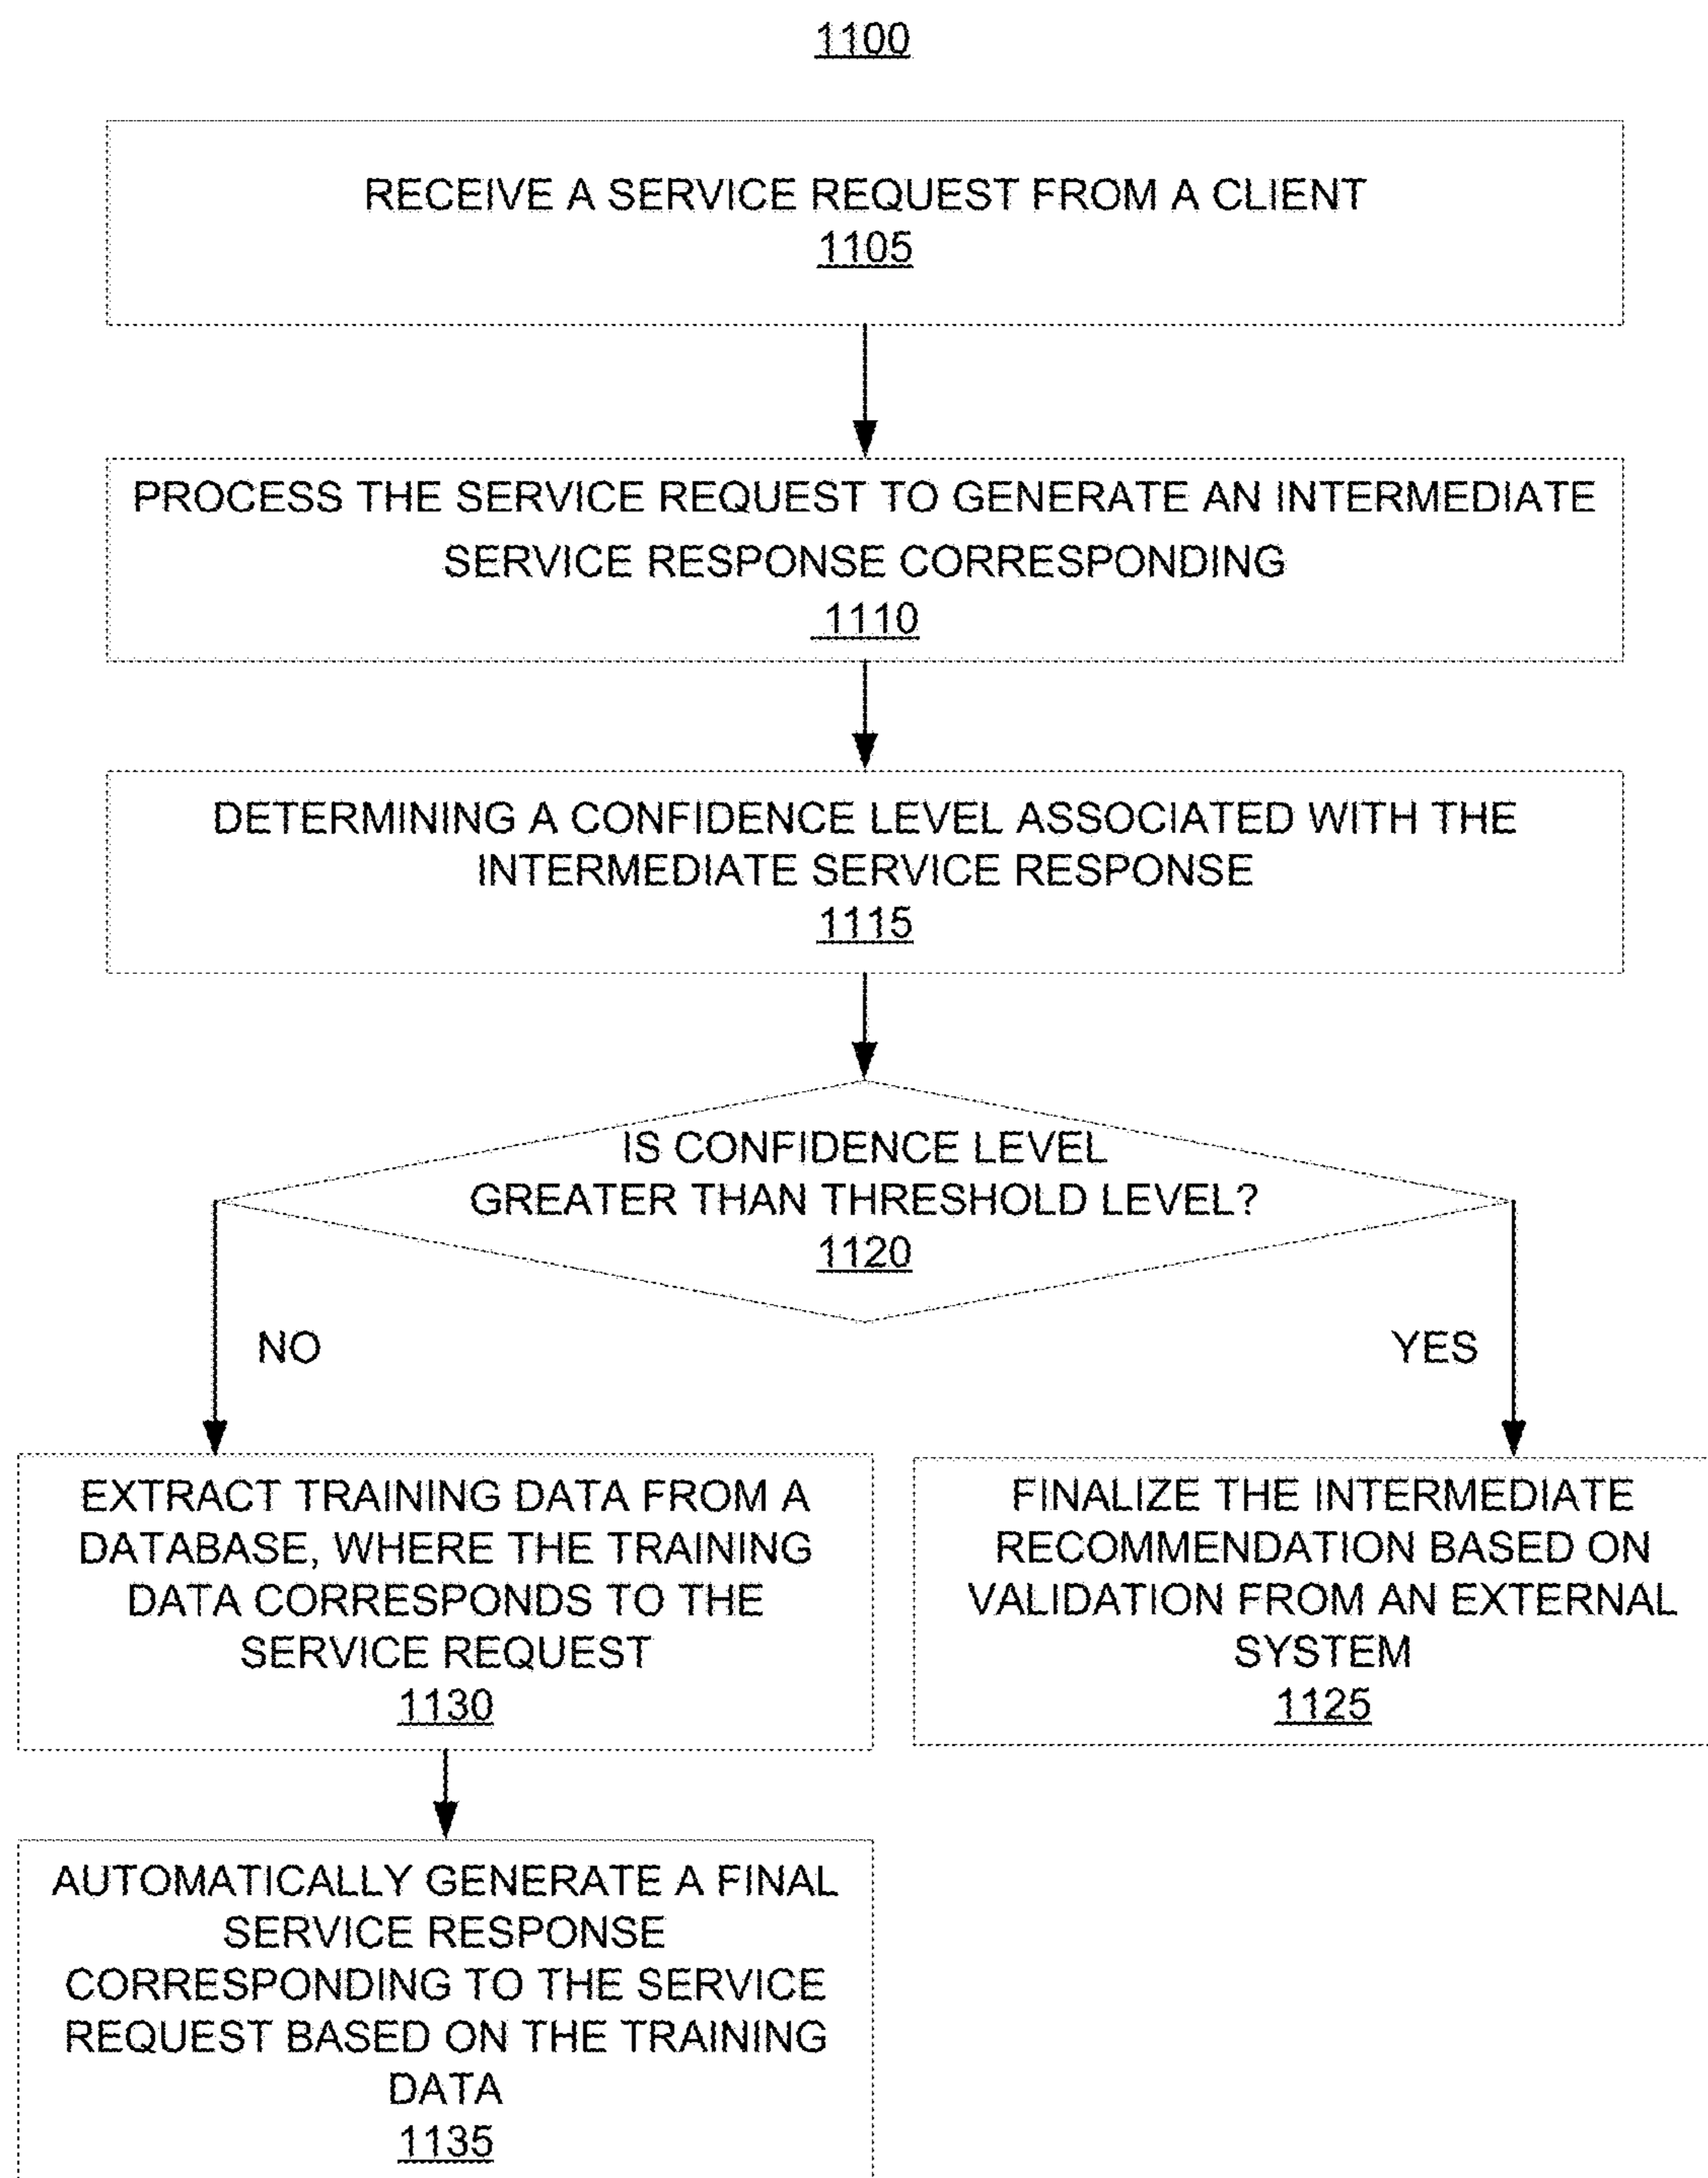 1100
RECEIVE A SERVICE REQUEST FROM A CLIENT
1105
PROCESS THE SERVICE REQUEST TO GENERATE AN INTERMEDIATE
SERVICE RESPONSE CORRESPONDING
1110
DETERMINING A CONFIDENCE LEVEL ASSOCIATED WITH THE
INTERMEDIATE SERVICE RESPONSE
1115
IS CONFIDENCE LEVEL
GREATER THAN THRESHOLD LEVEL?
1120
NO
YES
EXTRACT TRAINING DATA FROM A
DATABASE, WHERE THE TRAINING
DATA CORRESPONDS TO THE
SERVICE REQUEST
1130
FINALIZE THE INTERMEDIATE
RECOMMENDATION BASED ON
VALIDATION FROM AN EXTERNAL
SYSTEM
1125
AUTOMATICALLY GENERATE A FINAL
SERVICE RESPONSE
CORRESPONDING TO THE SERVICE
REQUEST BASED ON THE TRAINING
DATA
1135